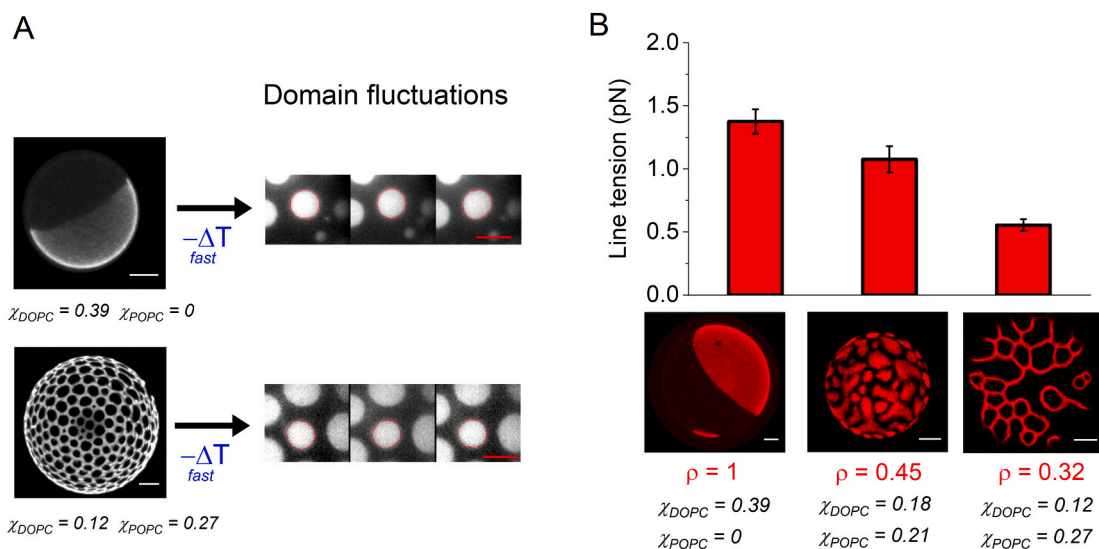 A
Domain fluctuations
−ΔT
fast
χDOPC = 0.39 χPOPC = 0
−ΔT
fast
χDOPC = 0.12 χPOPC = 0.27
B
Line tension (pN)
2.0
1.5
1.0
0.5
0.0
ρ = 1
ρ = 0.45
ρ = 0.32
χDOPC = 0.39
χDOPC = 0.18
χDOPC = 0.12
χPOPC = 0
χPOPC = 0.21
χPOPC = 0.27